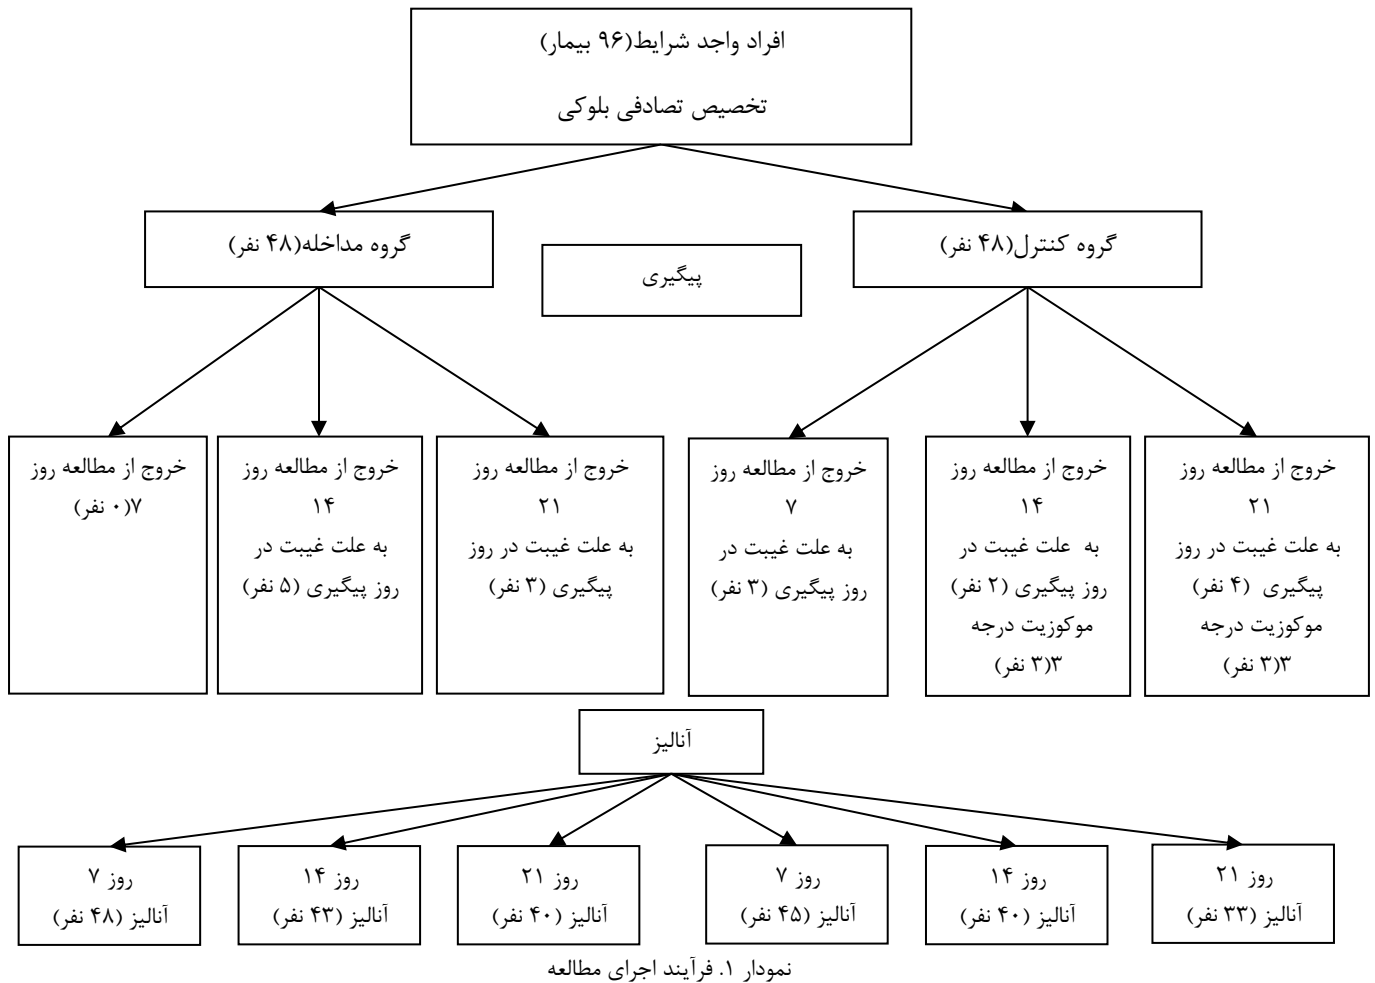 افراد واجد شرایط(۹۶ بیمار)
تخصیص تصادفی بلوکی
گروه کنترل(۴۸ نفر)
گروه مداخله(۴۸ نفر)
پیگیری
خروج از مطالعه روز
۲۱
به علت غیبت در روز
پیگیری (۴ نفر)
موکوزیت درجه
۳(۳ نفر)
خروج از مطالعه روز
۱۴
به علت غیبت در
روز پیگیری (۲ نفر)
موکوزیت درجه
۳(۳ نفر)
خروج از مطالعه روز
۷
به علت غیبت در
روز پیگیری (۳ نفر)
خروج از مطالعه روز
۲۱
به علت غیبت در روز
پیگیری (۳ نفر)
خروج از مطالعه روز
۱۴
به علت غیبت در
روز پیگیری (۵ نفر)
خروج از مطالعه روز
۷(۰ نفر)
آنالیز
روز ۲۱
آنالیز (۳۳ نفر)
روز ۱۴
آنالیز (۴۰ نفر)
روز ۷
آنالیز (۴۵ نفر)
روز ۲۱
آنالیز (۴۰ نفر)
روز ۱۴
آنالیز (۴۳ نفر)
روز ۷
آنالیز (۴۸ نفر)
نمودار ۱. فرآیند اجرای مطالعه